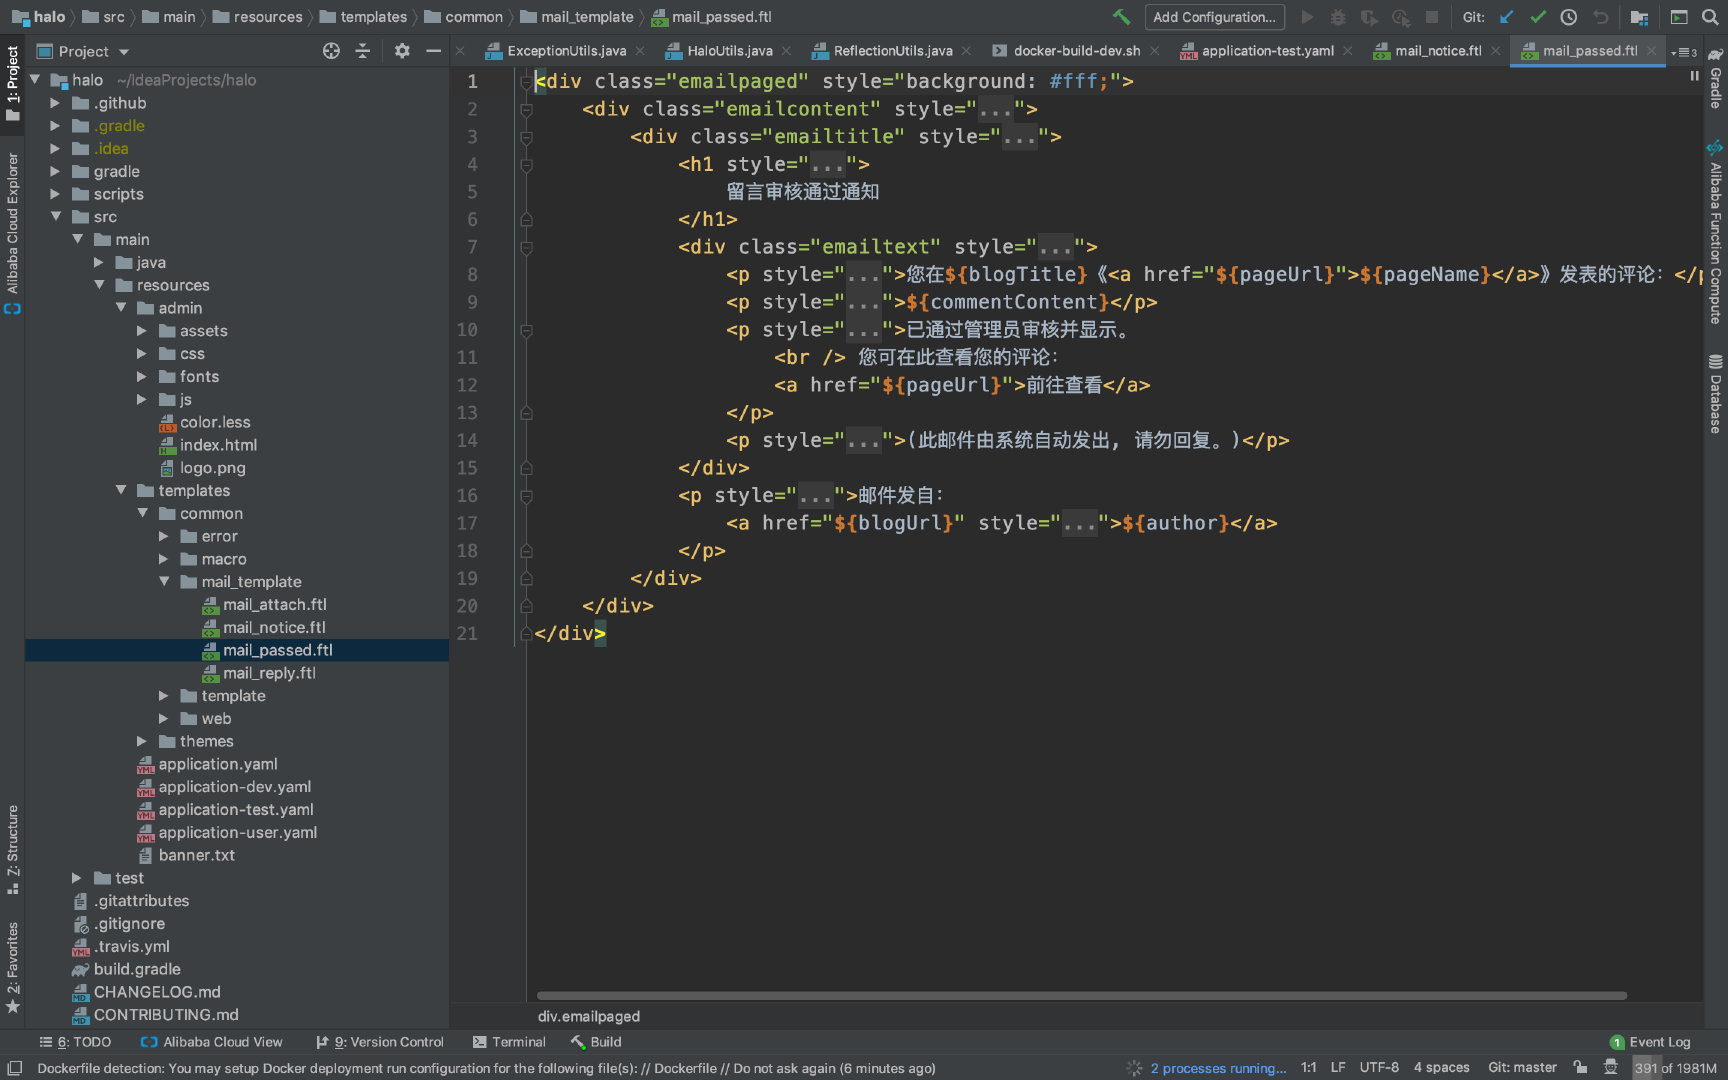 halo src main resources templates common mail_template mail_passed.ftl Add Configuration... Git:
Project
ExceptionUtils.java HaloUtils.java ReflectionUtils.java docker-build-dev.sh application-test.yaml mail_notice.ftl mail_passed.ftl 3
1: Project
Alibaba Cloud Explorer
Z: Structure
2: Favorites
halo ~/IdeaProjects/halo
.github
.gradle
.idea
gradle
scripts
src
main
java
resources
admin
assets
css
fonts
js
color.less
index.html
logo.png
templates
common
error
macro
mail_template
mail_attach.ftl
mail_notice.ftl
mail_passed.ftl
mail_reply.ftl
template
web
themes
application.yaml
application-dev.yaml
application-test.yaml
application-user.yaml
banner.txt
test
.gitattributes
.gitignore
.travis.yml
build.gradle
CHANGELOG.md
CONTRIBUTING.md
1 <div class="emailpaged" style="background: #fff;">
2 <div class="emailcontent" style="...">
3 <div class="emailtitle" style="...">
4 <h1 style="...">
5 留言审核通过通知
6 </h1>
7 <div class="emailtext" style="...">
8 <p style="...">您在${blogTitle}《<a href="${pageUrl}">${pageName}</a>》发表的评论：</p
9 <p style="...">${commentContent}</p>
10 <p style="...">已通过管理员审核并显示。
11 <br /> 您可在此查看您的评论：
12 <a href="${pageUrl}">前往查看</a>
13 </p>
14 <p style="...">(此邮件由系统自动发出, 请勿回复。)</p>
15 </div>
16 <p style="...">邮件发自：
17 <a href="${blogUrl}" style="...">${author}</a>
18 </p>
19 </div>
20 </div>
21 </div>
div.emailpaged
Gradle
Alibaba Function Compute
Database
6: TODO Alibaba Cloud View 9: Version Control Terminal Build 1 Event Log
Dockerfile detection: You may setup Docker deployment run configuration for the following file(s): // Dockerfile // Do not ask again (6 minutes ago) 2 processes running... 1:1 LF UTF-8 4 spaces Git: master 391 of 1981M